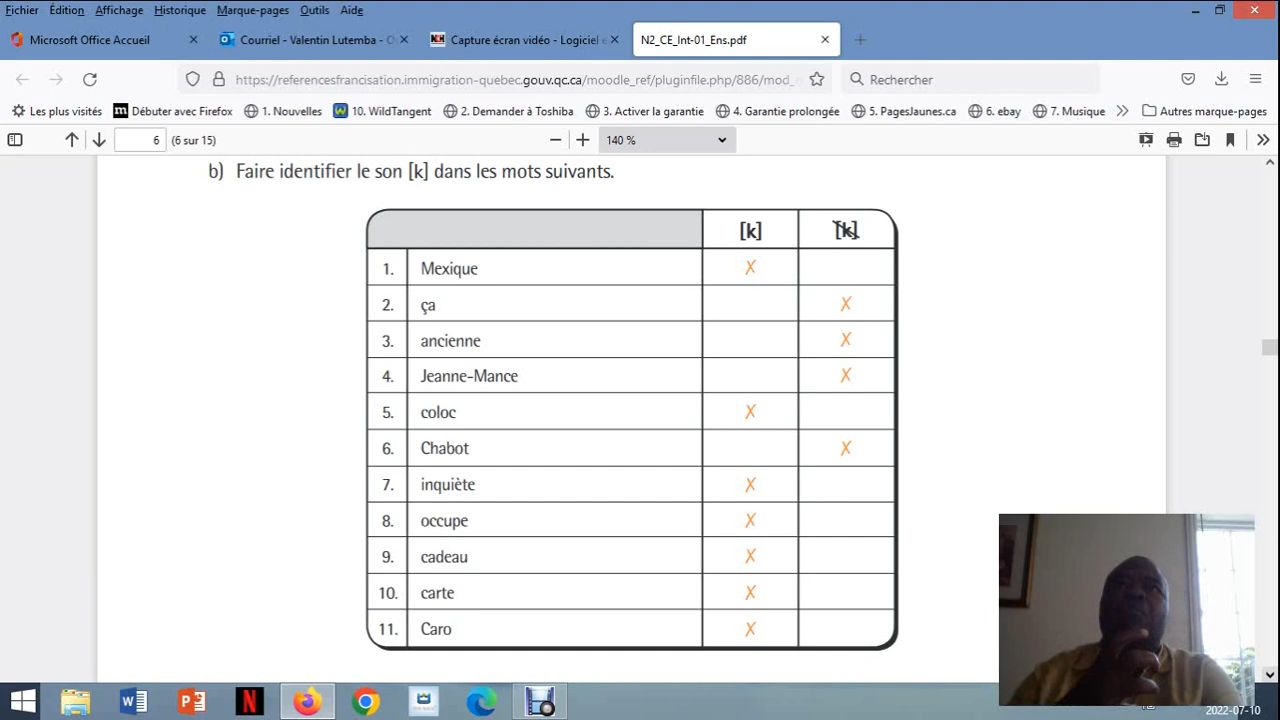 Fichier Édition Affichage Historique Marque-pages Outils Aide
Microsoft Office Accueil
Courriel - Valentin Lutemba - O
Capture écran vidéo - Logiciel e
N2_CE_Int-01_Ens.pdf
https://referencesfrancisation.immigration-quebec.gouv.qc.ca/moodle_ref/pluginfile.php/886/mod_
Rechercher
Les plus visités Débuter avec Firefox 1. Nouvelles 10. WildTangent 2. Demander à Toshiba 3. Activer la garantie 4. Garantie prolongée 5. PagesJaunes.ca 6. ebay 7. Musique Autres marque-pages
6 (6 sur 15) 140 %
b) Faire identifier le son [k] dans les mots suivants.
[k] [k]
1. Mexique X
2. ça X
3. ancienne X
4. Jeanne-Mance X
5. coloc X
6. Chabot X
7. inquiète X
8. occupe X
9. cadeau X
10. carte X
11. Caro X
2022-07-10